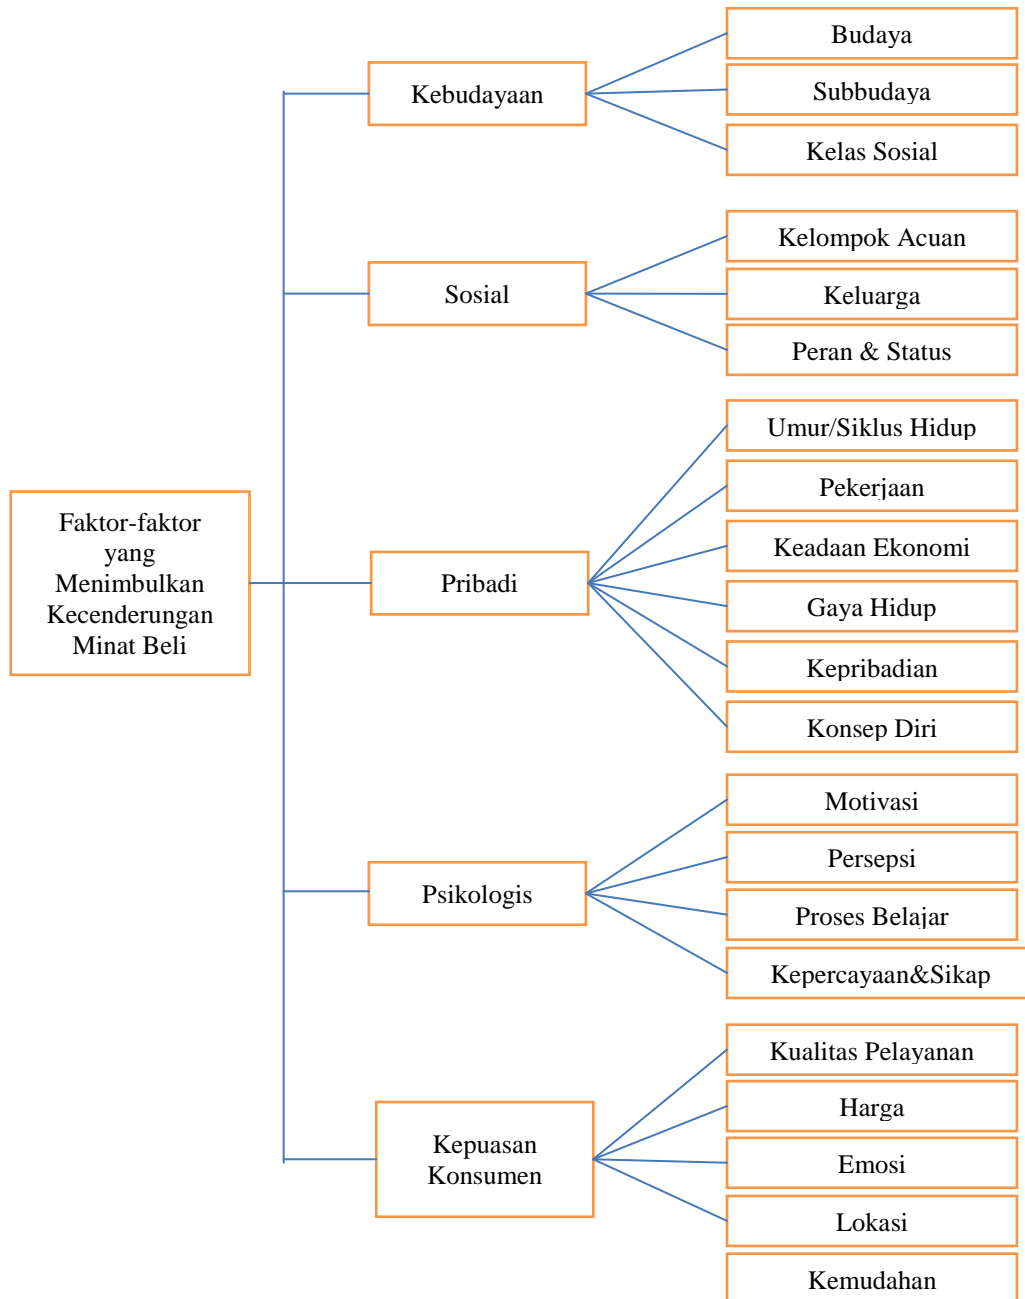 Faktor-faktor
yang
Menimbulkan
Kecenderungan
Minat Beli
Kebudayaan
Budaya
Subbudaya
Kelas Sosial
Sosial
Kelompok Acuan
Keluarga
Peran & Status
Pribadi
Umur/Siklus Hidup
Pekerjaan
Keadaan Ekonomi
Gaya Hidup
Kepribadian
Konsep Diri
Psikologis
Motivasi
Persepsi
Proses Belajar
Kepercayaan&Sikap
Kepuasan
Konsumen
Kualitas Pelayanan
Harga
Emosi
Lokasi
Kemudahan